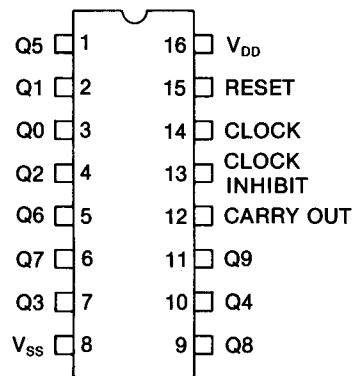 Q5 1 16 VDD
Q1 2 15 RESET
Q0 3 14 CLOCK
Q2 4 13 CLOCK INHIBIT
Q6 5 12 CARRY OUT
Q7 6 11 Q9
Q3 7 10 Q4
VSS 8 9 Q8